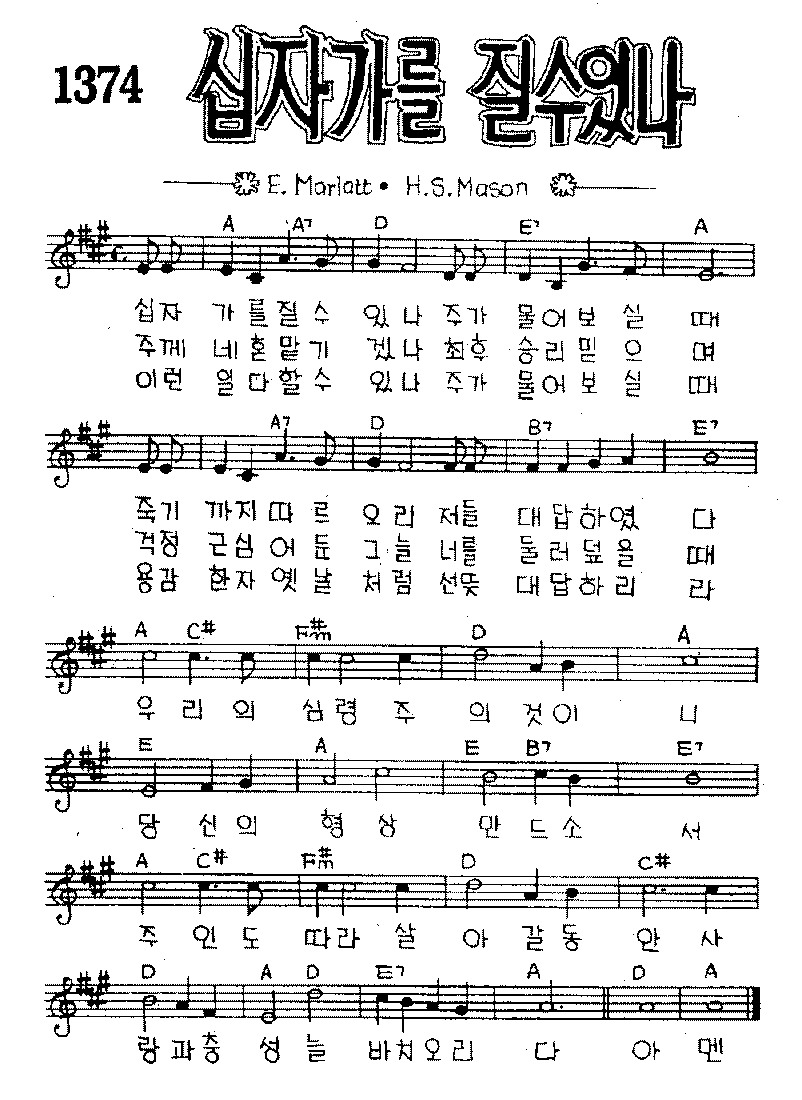 1374
십자가를 질수있나
E. Marlatt • H.S. Mason
A A7 D E7 A
십자 가를질수 있나 주가 물어보실 때
주께 네혼맡기 겠나 최후 승리믿으 며
이런 일다할수 있나 주가 물어보실 때
A7 D B7 E7
죽기 까지따르 오리 저들 대답하였 다
걱정 근심어둔 그늘 너를 둘러덮을 때
용감 환자옛날 처럼 선뜻 대답하리 라
A C# F#m D A
우리의 심령주의 것이 니
E A E B7 E7
당신의 형상 만드소 서
A C# F#m D C#
주인도 따라살아 갈동 안사
D A D E7 A D A
랑과충 성늘 바치오리 다 아멘